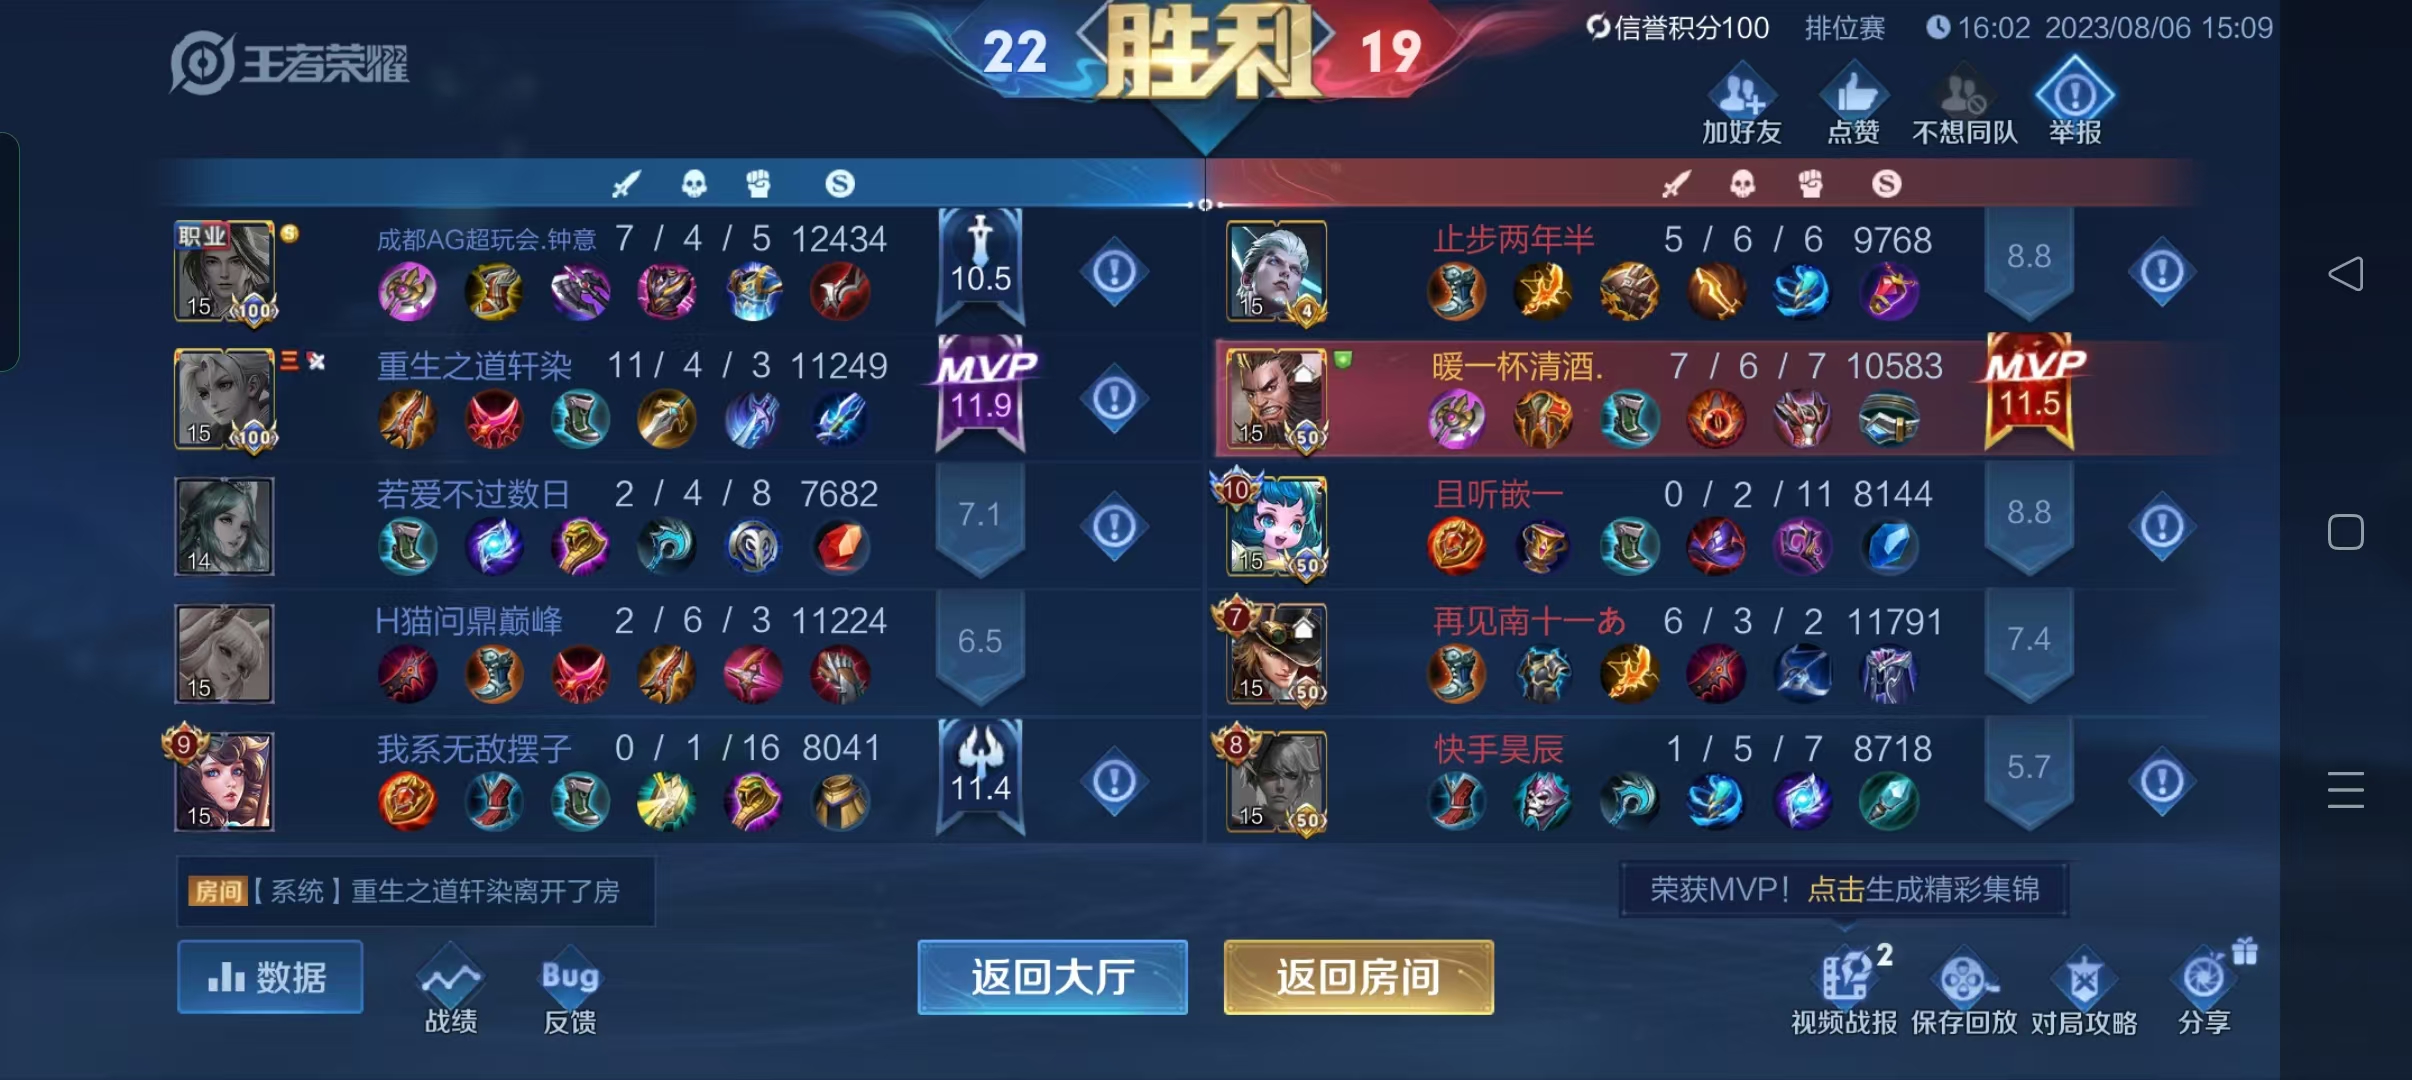 王者荣耀
22 胜利 19
信誉积分100 排位赛 16:02 2023/08/06 15:09
加好友 点赞 不想同队 举报
职业 15 100 成都AG超玩会.钟意 7 / 4 / 5 12434 10.5
15 4 止步两年半 5 / 6 / 6 9768 8.8
三 15 100 重生之道轩染 11 / 4 / 3 11249 MVP 11.9
15 50 暖一杯清酒. 7 / 6 / 7 10583 MVP 11.5
14 若爱不过数日 2 / 4 / 8 7682 7.1
10 15 50 且听嵌一 0 / 2 / 11 8144 8.8
15 H猫问鼎巅峰 2 / 6 / 3 11224 6.5
7 15 50 再见南十一あ 6 / 3 / 2 11791 7.4
9 15 我系无敌摆子 0 / 1 / 16 8041 11.4
8 15 50 快手昊辰 1 / 5 / 7 8718 5.7
房间【系统】重生之道轩染离开了房
荣获MVP！点击生成精彩集锦
数据 战绩 Bug 反馈 返回大厅 返回房间 2 视频战报 保存回放 对局攻略 分享